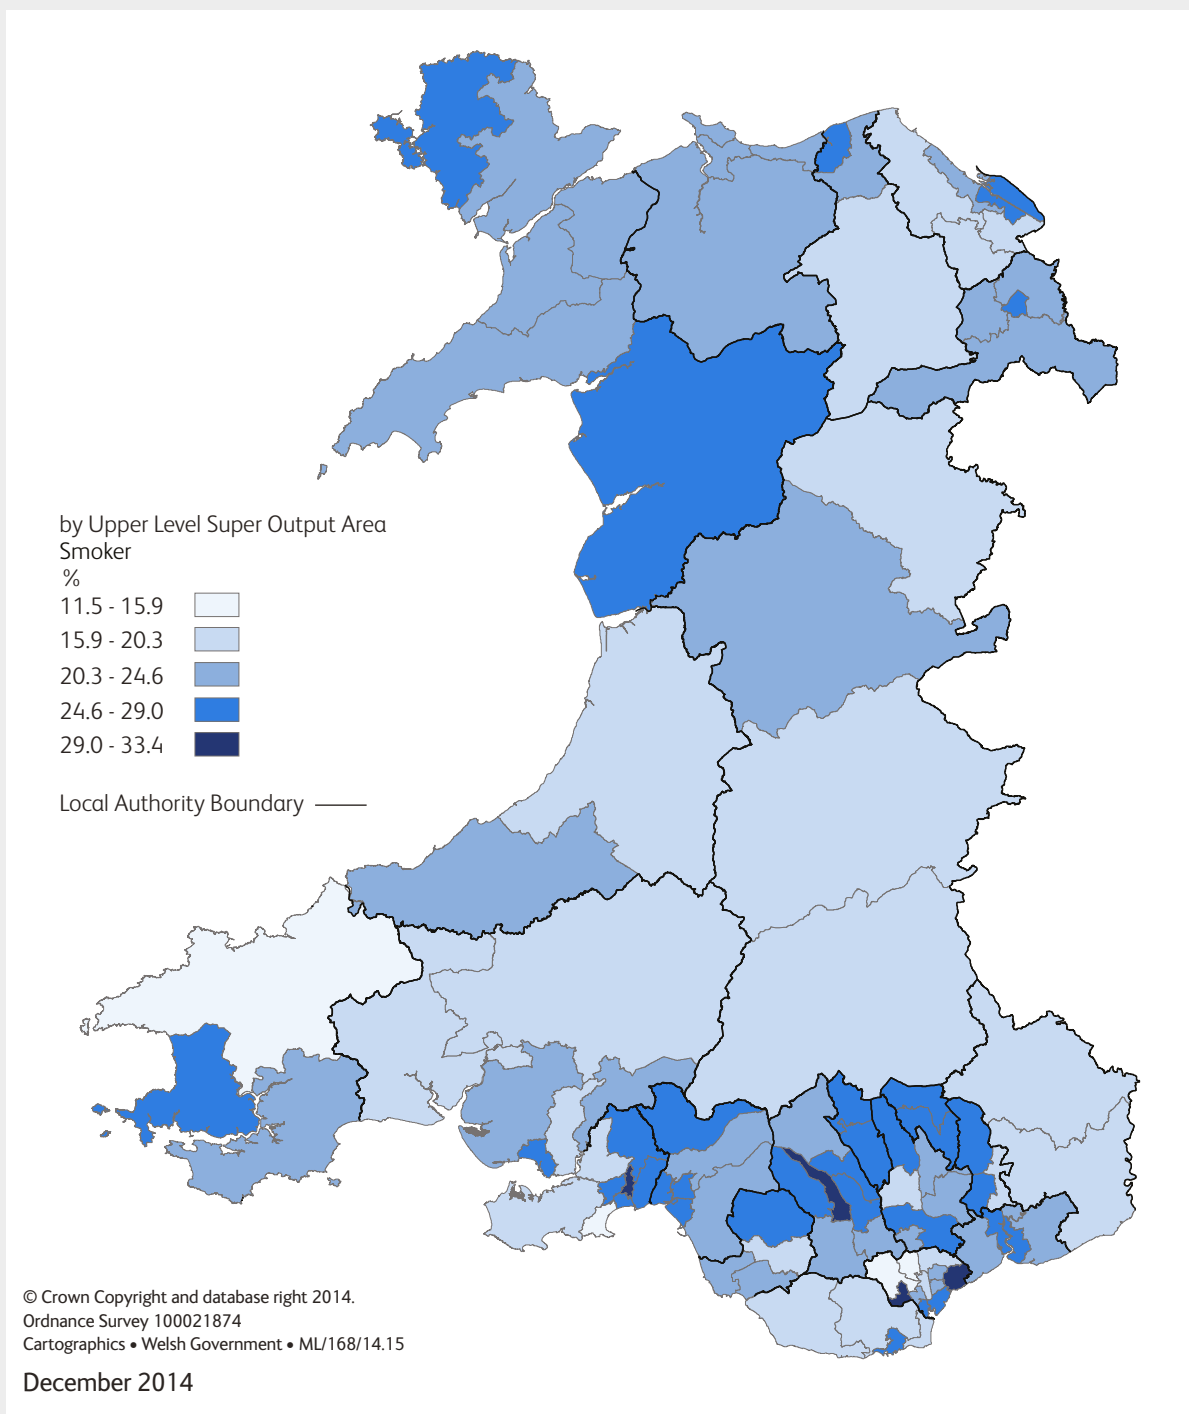 by Upper Level Super Output Area
Smoker
%
11.5 - 15.9
15.9 - 20.3
20.3 - 24.6
24.6 - 29.0
29.0 - 33.4
Local Authority Boundary
© Crown Copyright and database right 2014.
Ordnance Survey 100021874
Cartographics • Welsh Government • ML/168/14.15
December 2014